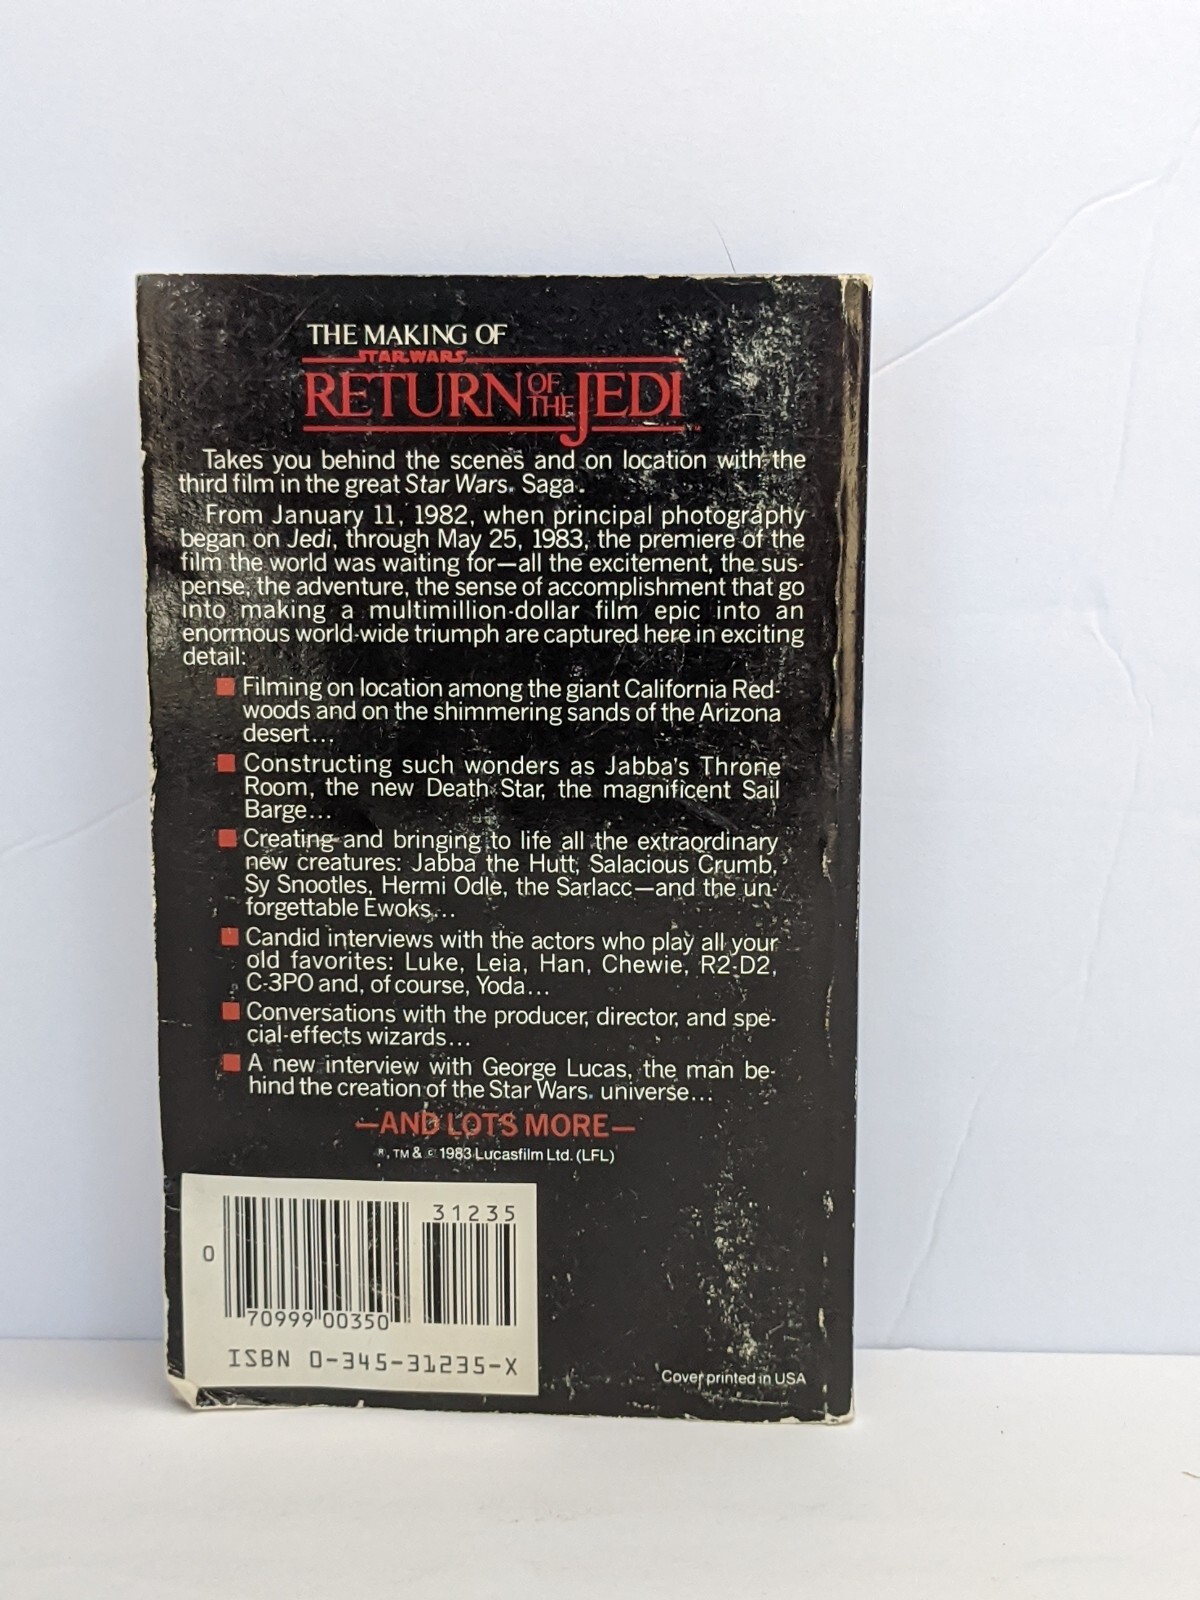 THE MAKING OF
STAR WARS
RETURN OF THE JEDI™
Takes you behind the scenes and on location with the
third film in the great Star Wars® Saga.
From January 11, 1982, when principal photography
began on Jedi, through May 25, 1983, the premiere of the
film the world was waiting for—all the excitement, the sus-
pense, the adventure, the sense of accomplishment that go
into making a multimillion-dollar film epic into an
enormous world-wide triumph are captured here in exciting
detail:
■ Filming on location among the giant California Red-
woods and on the shimmering sands of the Arizona
desert...
■ Constructing such wonders as Jabba's Throne
Room, the new Death Star, the magnificent Sail
Barge...
■ Creating and bringing to life all the extraordinary
new creatures: Jabba the Hutt, Salacious Crumb,
Sy Snootles, Hermi Odle, the Sarlacc—and the un-
forgettable Ewoks...
■ Candid interviews with the actors who play all your
old favorites: Luke, Leia, Han, Chewie, R2-D2,
C-3PO and, of course, Yoda...
■ Conversations with the producer, director, and spe-
cial-effects wizards...
■ A new interview with George Lucas, the man be-
hind the creation of the Star Wars® universe...
—AND LOTS MORE—
®, TM & © 1983 Lucasfilm Ltd. (LFL)
31235
0
70999 00350
ISBN 0-345-31235-X
Cover printed in USA